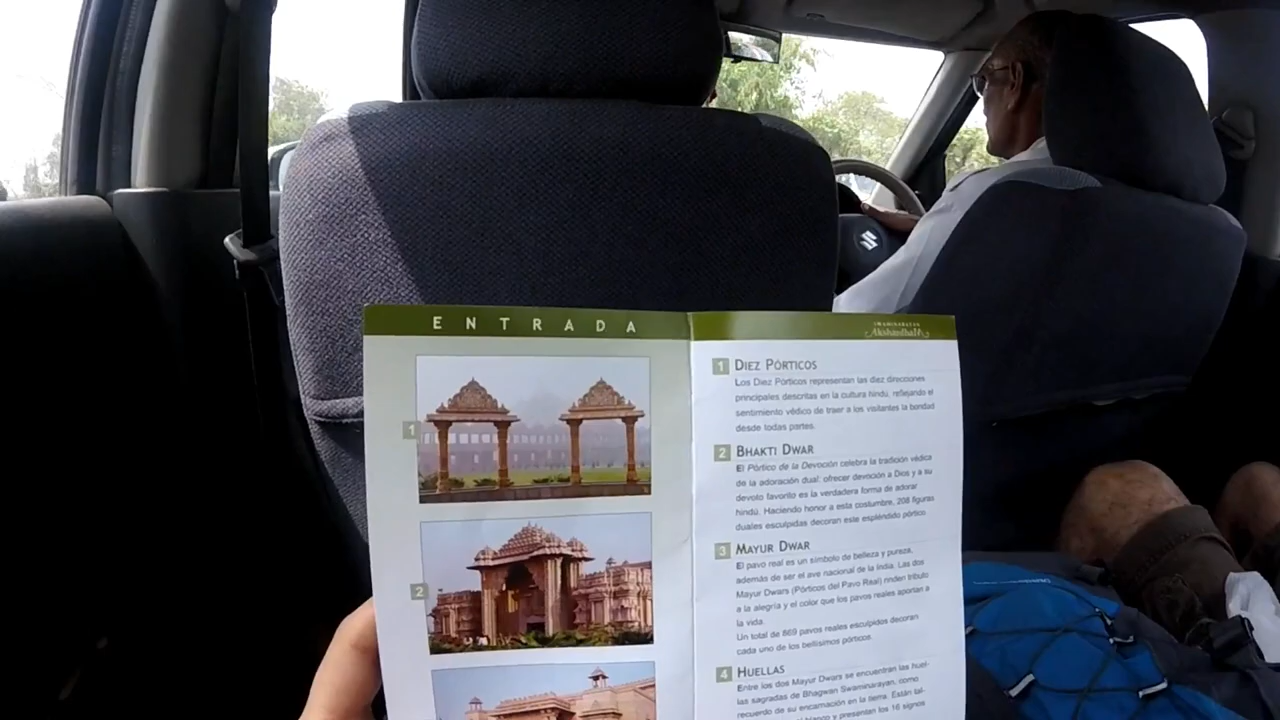 ENTRADA
SWAMINARAYAN
Akshardham
1
2
1 DIEZ PÓRTICOS
Los Diez Pórticos representan las diez direcciones
principales descritas en la cultura hindú, reflejando el
sentimiento védico de traer a los visitantes la bondad
desde todas partes.
2 BHAKTI DWAR
El Pórtico de la Devoción celebra la tradición védica
de la adoración dual: ofrecer devoción a Dios y a su
devoto favorito es la verdadera forma de adorar
hindú. Haciendo honor a esta costumbre, 208 figuras
duales esculpidas decoran este espléndido pórtico.
3 MAYUR DWAR
El pavo real es un símbolo de belleza y pureza,
además de ser el ave nacional de la India. Las dos
Mayur Dwars (Pórticos del Pavo Real) rinden tributo
a la alegría y el color que los pavos reales aportan a
la vida.
Un total de 869 pavos reales esculpidos decoran
cada uno de los bellísimos pórticos.
4 HUELLAS
Entre los dos Mayur Dwars se encuentran las hue-
llas sagradas de Bhagwan Swaminarayan, como
recuerdo de su encarnación en la tierra. Están tal-
blanco y presentan los 16 signos